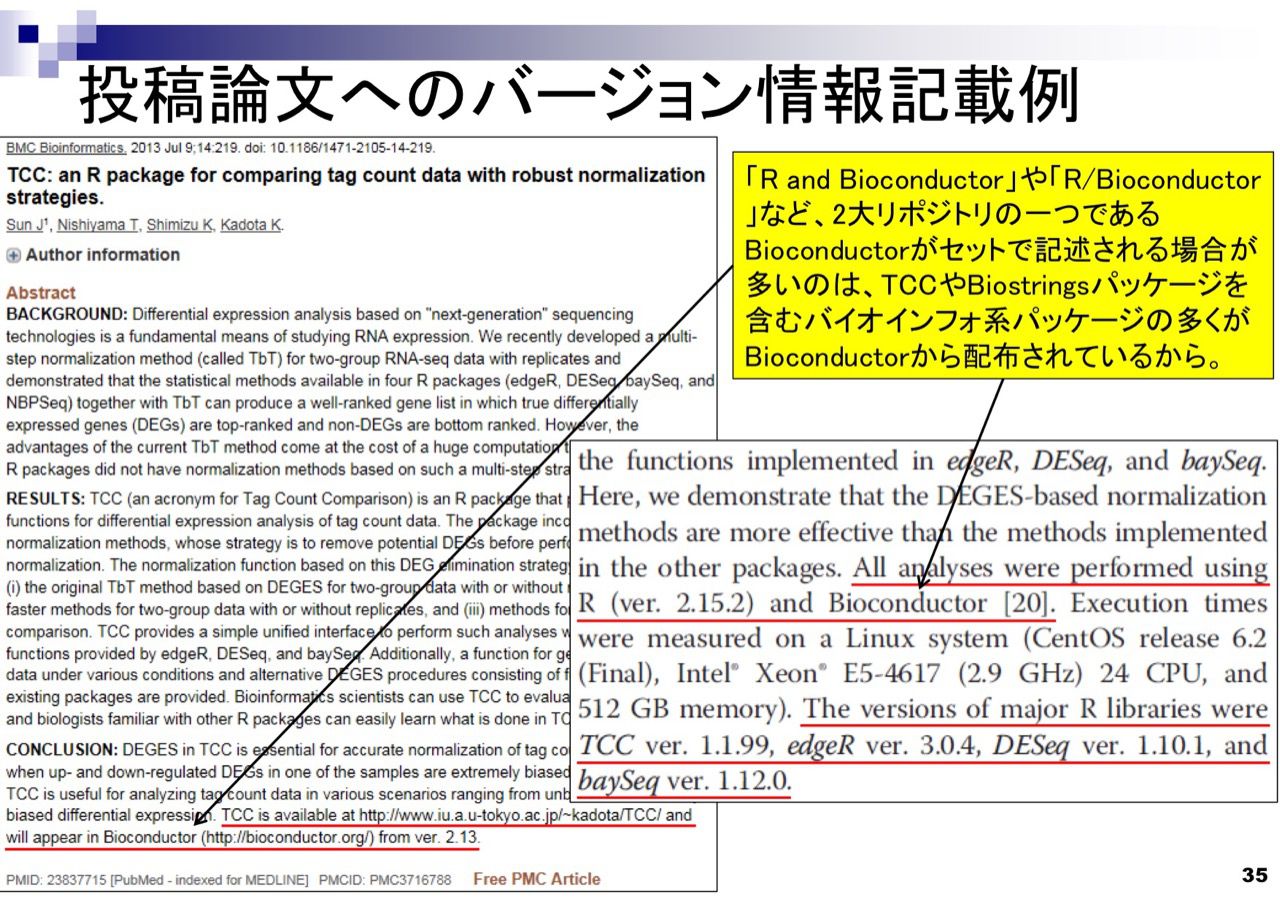 投稿論文へのバージョン情報記載例
BMC Bioinformatics. 2013 Jul 9;14:219. doi: 10.1186/1471-2105-14-219.
TCC: an R package for comparing tag count data with robust normalization
strategies.
Sun J¹, Nishiyama T, Shimizu K, Kadota K.
Author information
Abstract
BACKGROUND: Differential expression analysis based on "next-generation" sequencing
technologies is a fundamental means of studying RNA expression. We recently developed a multi-
step normalization method (called TbT) for two-group RNA-seq data with replicates and
demonstrated that the statistical methods available in four R packages (edgeR, DESeq, baySeq, and
NBPSeq) together with TbT can produce a well-ranked gene list in which true differentially
expressed genes (DEGs) are top-ranked and non-DEGs are bottom ranked. However, the
advantages of the current TbT method come at the cost of a huge computation
R packages did not have normalization methods based on such a multi-step
RESULTS: TCC (an acronym for Tag Count Comparison) is an R package that
functions for differential expression analysis of tag count data. The package
normalization methods, whose strategy is to remove potential DEGs before
normalization. The normalization function based on this DEG elimination
(i) the original TbT method based on DEGES for two-group data with or without
faster methods for two-group data with or without replicates, and (iii) methods
comparison. TCC provides a simple unified interface to perform such analyses
functions provided by edgeR, DESeq, and baySeq. Additionally, a function for
data under various conditions and alternative DEGES procedures consisting of
existing packages are provided. Bioinformatics scientists can use TCC to
and biologists familiar with other R packages can easily learn what is done in
CONCLUSION: DEGES in TCC is essential for accurate normalization of tag
when up- and down-regulated DEGs in one of the samples are extremely biased
TCC is useful for analyzing tag count data in various scenarios ranging from
biased differential expression. TCC is available at http://www.iu.a.u-tokyo.ac.jp/~kadota/TCC/ and
will appear in Bioconductor (http://bioconductor.org/) from ver. 2.13.
PMID: 23837715 [PubMed - indexed for MEDLINE] PMCID: PMC3716788 Free PMC Article
「R and Bioconductor」や「R/Bioconductor
」など、2大リポジトリの一つである
Bioconductorがセットで記述される場合が
多いのは、TCCやBiostringsパッケージを
含むバイオインフォ系パッケージの多くが
Bioconductorから配布されているから。
the functions implemented in edgeR, DESeq, and baySeq.
Here, we demonstrate that the DEGES-based normalization
methods are more effective than the methods implemented
in the other packages. All analyses were performed using
R (ver. 2.15.2) and Bioconductor [20]. Execution times
were measured on a Linux system (CentOS release 6.2
(Final), Intel® Xeon® E5-4617 (2.9 GHz) 24 CPU, and
512 GB memory). The versions of major R libraries were
TCC ver. 1.1.99, edgeR ver. 3.0.4, DESeq ver. 1.10.1, and
baySeq ver. 1.12.0.
35